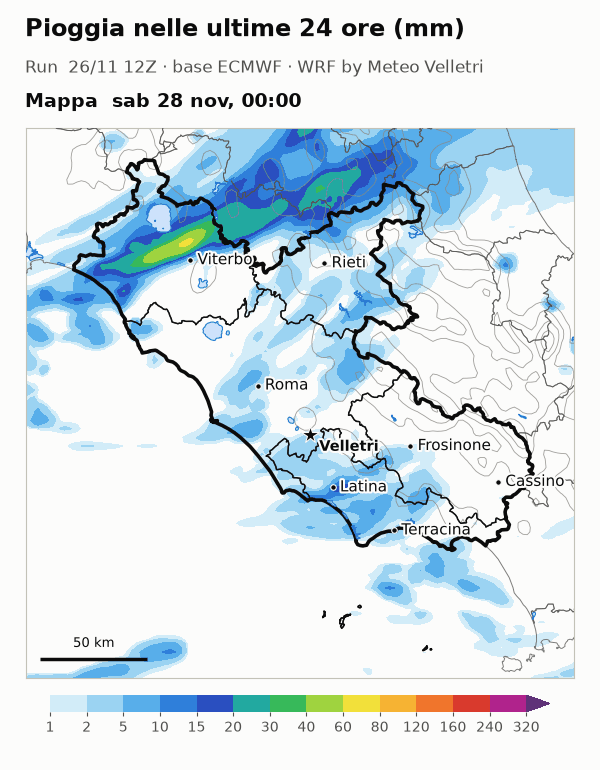 Pioggia nelle ultime 24 ore (mm)
Run  26/11 12Z · base ECMWF · WRF by Meteo Velletri
Mappa  sab 28 nov, 00:00
Viterbo
Rieti
Roma
Velletri
Frosinone
Cassino
Latina
Terracina
50 km
1 2 5 10 15 20 30 40 60 80 120 160 240 320